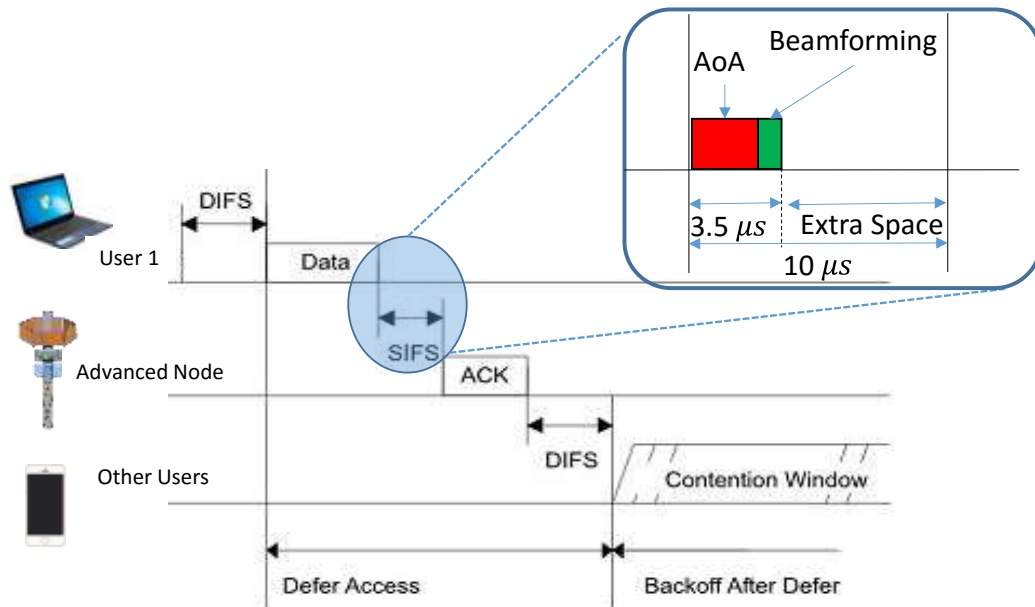 Beamforming
AoA
3.5 μs
Extra Space
10 μs
DIFS
User 1
Data
SIFS
Advanced Node
ACK
DIFS
Other Users
Contention Window
Defer Access
Backoff After Defer